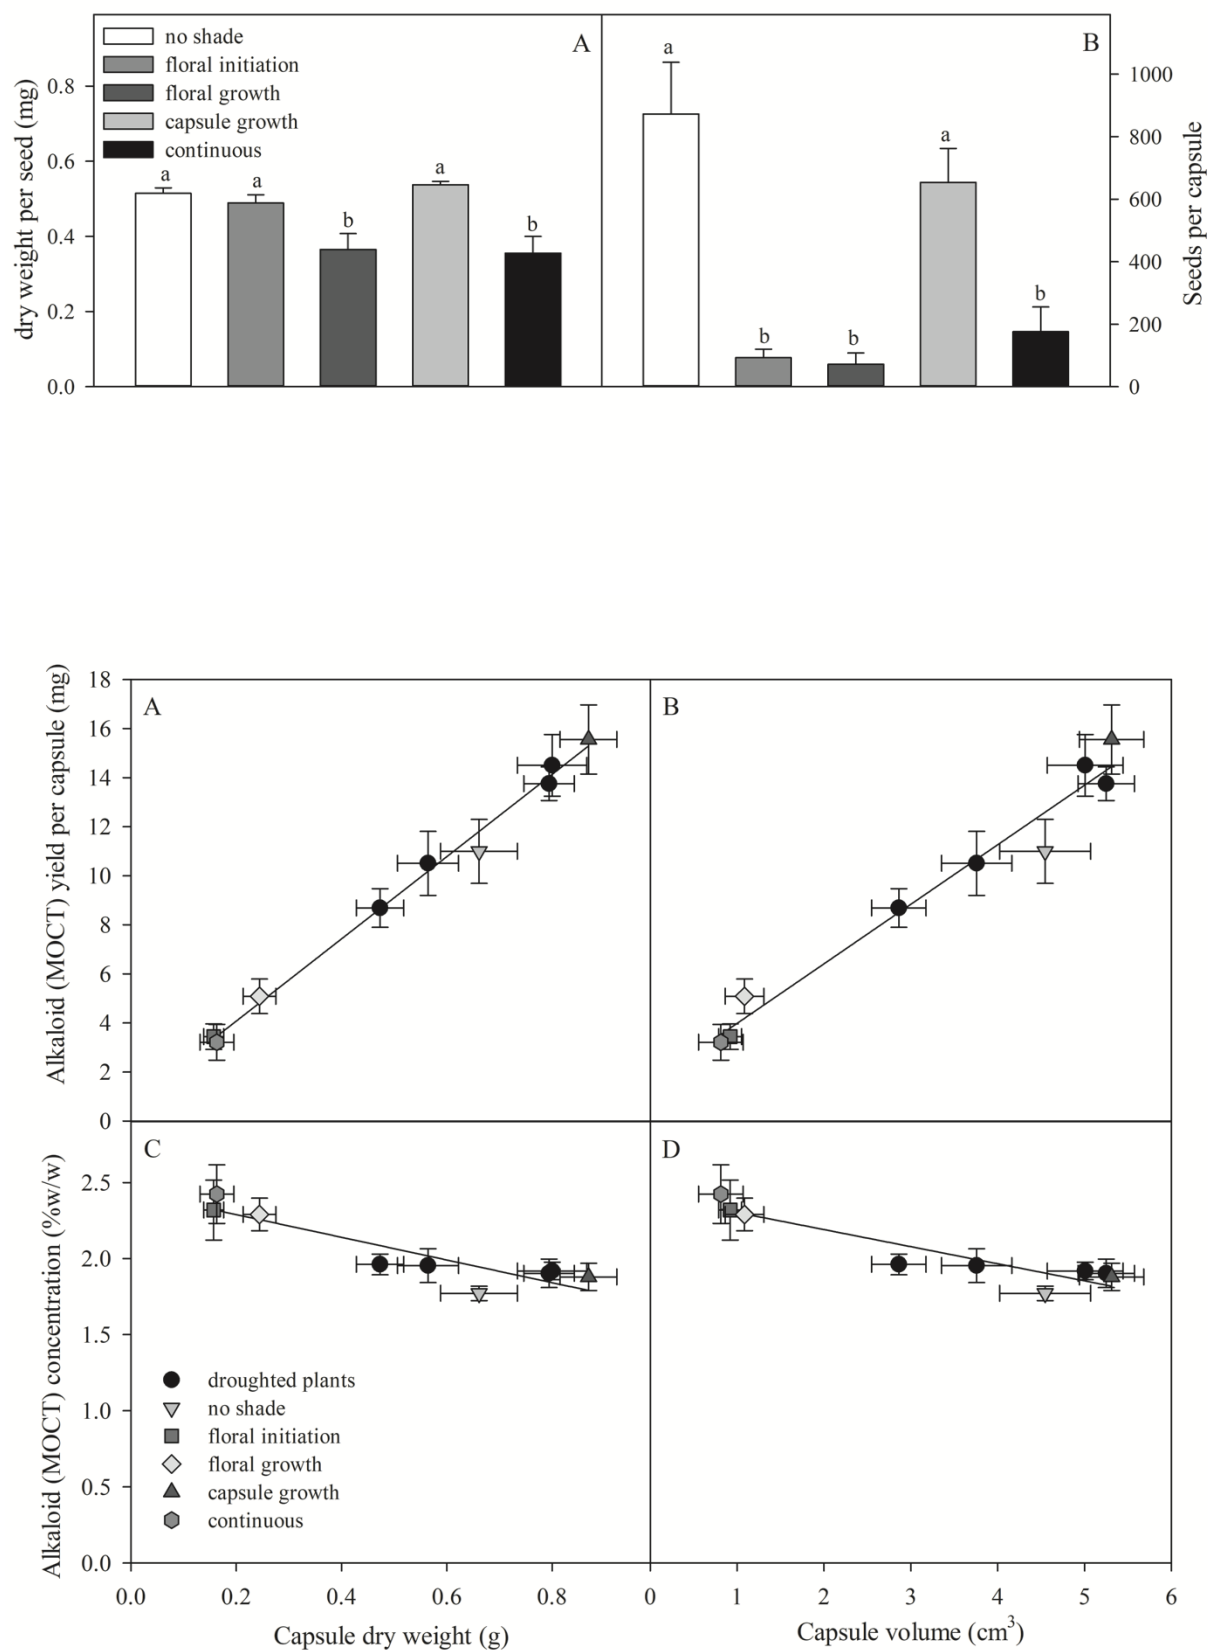 no shade
floral initiation
floral growth
capsule growth
continuous
A
B
dry weight per seed (mg)
0.8
0.6
0.4
0.2
0.0
a
a
b
a
b
a
b
b
a
b
1000
800
600
400
200
0
Seeds per capsule
Alkaloid (MOCT) yield per capsule (mg)
18
16
14
12
10
8
6
4
2
0
A
B
Alkaloid (MOCT) concentration (%w/w)
2.5
2.0
1.5
1.0
0.5
0.0
C
D
droughted plants
no shade
floral initiation
floral growth
capsule growth
continuous
0.0 0.2 0.4 0.6 0.8
0 1 2 3 4 5 6
Capsule dry weight (g)
Capsule volume (cm³)